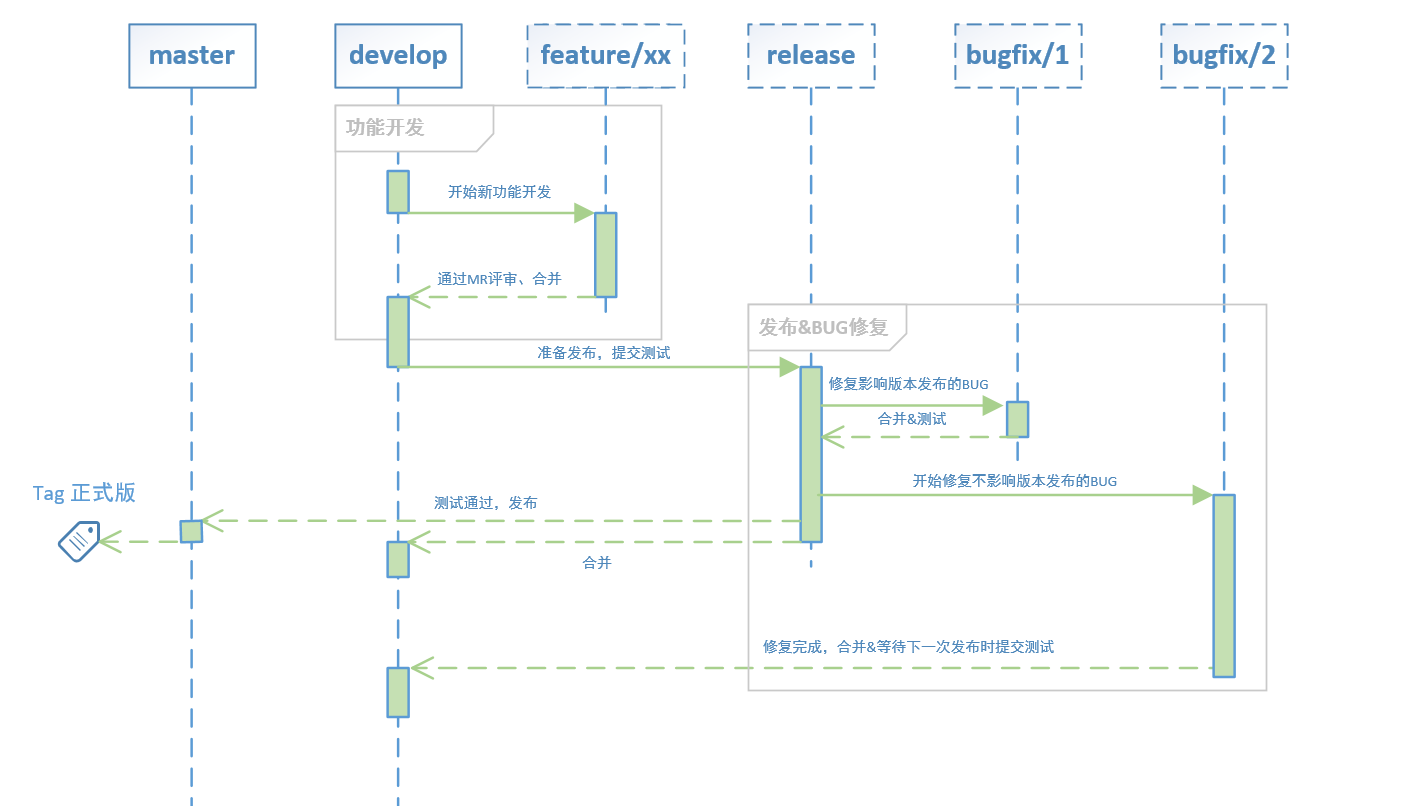 master
develop
feature/xx
release
bugfix/1
bugfix/2
功能开发
开始新功能开发
通过MR评审、合并
发布&BUG修复
准备发布，提交测试
修复影响版本发布的BUG
合并&测试
开始修复不影响版本发布的BUG
Tag 正式版
测试通过，发布
合并
修复完成，合并&等待下一次发布时提交测试